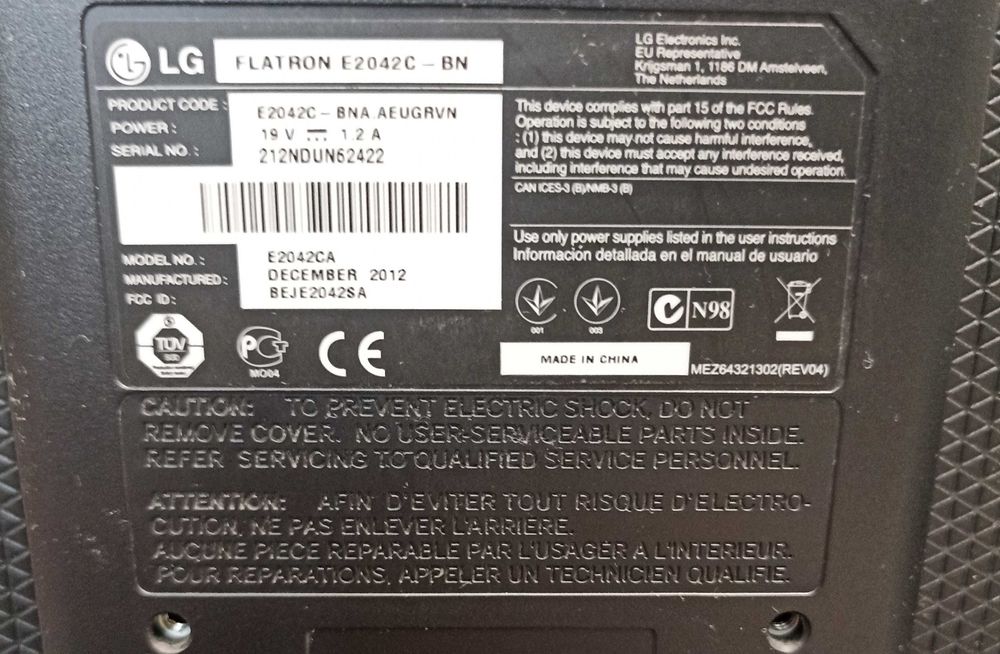 LG FLATRON E2042C – BN
LG Electronics Inc.
EU Representative
Krijgsman 1, 1186 DM Amstelveen,
The Netherlands
PRODUCT CODE : E2042C – BNA.AEUGRVN
POWER : 19 V ⎓ 1.2 A
SERIAL NO. : 212NDUN62422
MODEL NO. : E2042CA
MANUFACTURED : DECEMBER 2012
FCC ID : BEJE2042SA
This device complies with part 15 of the FCC Rules.
Operation is subject to the following two conditions
: (1) this device may not cause harmful interference,
and (2) this device must accept any interference received,
including interference that may cause undesired operation.
CAN ICES-3 (B)/NMB-3 (B)
Use only power supplies listed in the user instructions
Información detallada en el manual de usuario
001
003
N98
TÜV
SÜD
PCT
MO04
CE
MADE IN CHINA
MEZ64321302(REV04)
CAUTION: TO PREVENT ELECTRIC SHOCK, DO NOT
REMOVE COVER. NO USER-SERVICEABLE PARTS INSIDE.
REFER SERVICING TO QUALIFIED SERVICE PERSONNEL.
ATTENTION: AFIN D'EVITER TOUT RISQUE D'ELECTRO-
CUTION, NE PAS ENLEVER L'ARRIÈRE.
AUCUNE PIECE REPARABLE PAR L'USAGER A L'INTERIEUR.
POUR REPARATIONS, APPELER UN TECHNICIEN QUALIFIE.